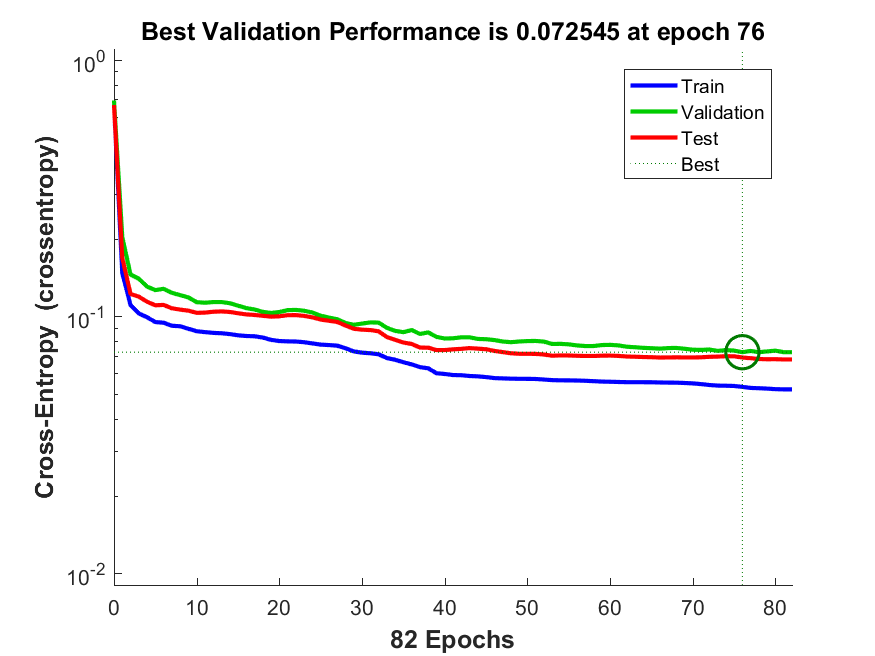 Best Validation Performance is 0.072545 at epoch 76
Cross-Entropy (crossentropy)
10^0
10^-1
10^-2
Train
Validation
Test
Best
0 10 20 30 40 50 60 70 80
82 Epochs